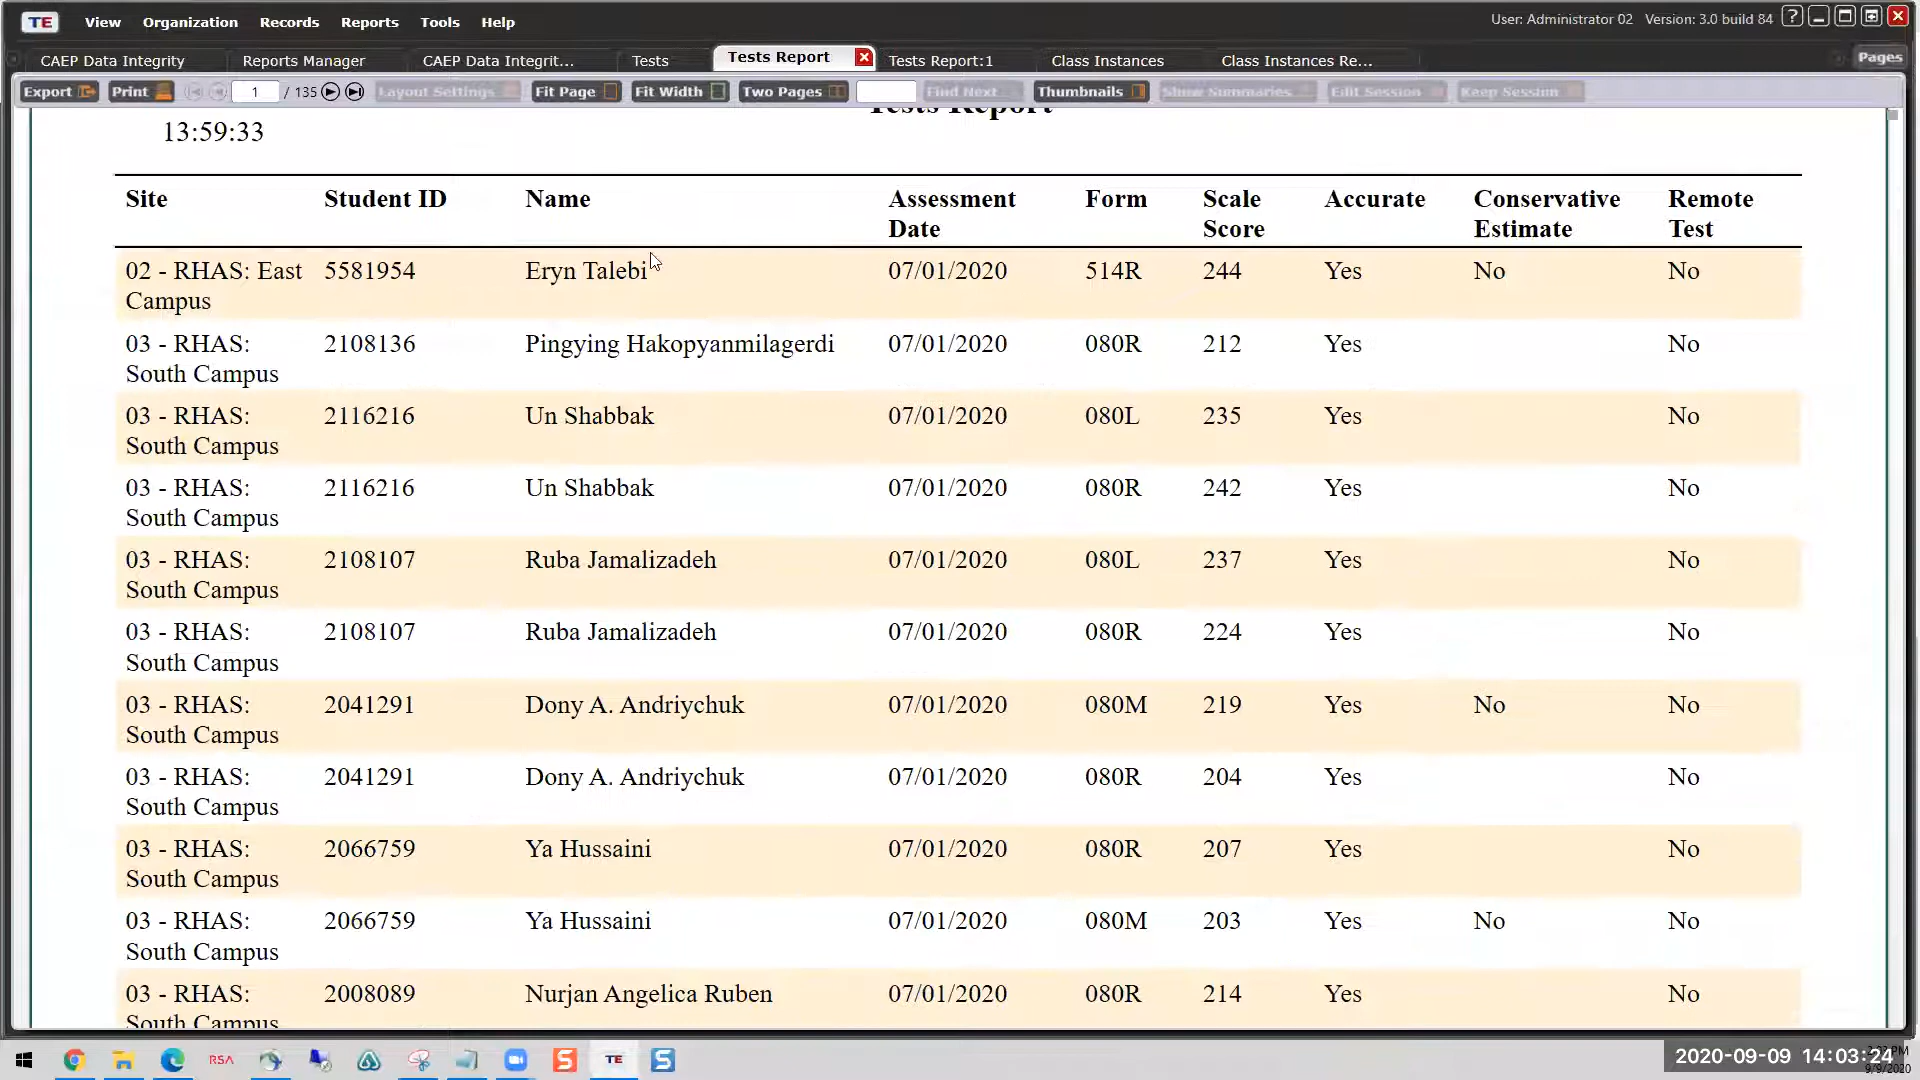 TE View Organization Records Reports Tools Help User: Administrator 02 Version: 3.0 build 84 ?
CAEP Data Integrity Reports Manager CAEP Data Integrit... Tests Tests Report Tests Report:1 Class Instances Class Instances Re... Pages
Export Print 1 / 135 Layout Settings Fit Page Fit Width Two Pages Find Next Thumbnails Show Summaries Edit Session Keep Session
Tests Report
13:59:33
Site Student ID Name Assessment Form Scale Accurate Conservative Remote
Date Score Estimate Test
02 - RHAS: East 5581954 Eryn Talebi 07/01/2020 514R 244 Yes No No
Campus
03 - RHAS: 2108136 Pingying Hakopyanmilagerdi 07/01/2020 080R 212 Yes No
South Campus
03 - RHAS: 2116216 Un Shabbak 07/01/2020 080L 235 Yes No
South Campus
03 - RHAS: 2116216 Un Shabbak 07/01/2020 080R 242 Yes No
South Campus
03 - RHAS: 2108107 Ruba Jamalizadeh 07/01/2020 080L 237 Yes No
South Campus
03 - RHAS: 2108107 Ruba Jamalizadeh 07/01/2020 080R 224 Yes No
South Campus
03 - RHAS: 2041291 Dony A. Andriychuk 07/01/2020 080M 219 Yes No No
South Campus
03 - RHAS: 2041291 Dony A. Andriychuk 07/01/2020 080R 204 Yes No
South Campus
03 - RHAS: 2066759 Ya Hussaini 07/01/2020 080R 207 Yes No
South Campus
03 - RHAS: 2066759 Ya Hussaini 07/01/2020 080M 203 Yes No No
South Campus
03 - RHAS: 2008089 Nurjan Angelica Ruben 07/01/2020 080R 214 Yes No
South Campus
RSA S TE S 2020-09-09 14:03:24
9/9/2020